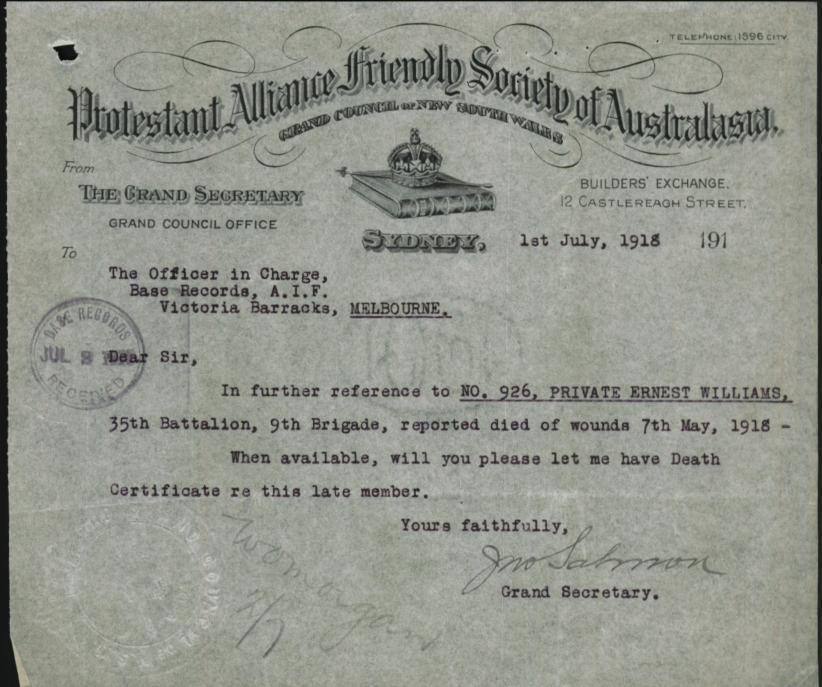 TELEPHONE 1596 CITY
Protestant Alliance Friendly Society of Australasia.
GRAND COUNCIL OF NEW SOUTH WALES
From
THE GRAND SECRETARY
GRAND COUNCIL OFFICE
BUILDERS' EXCHANGE.
12 CASTLEREAGH STREET.
SYDNEY, 1st July, 1918 191
To
The Officer in Charge,
Base Records, A.I.F.
Victoria Barracks, MELBOURNE.
BASE RECORDS
JUL 8
RECEIVED
Dear Sir,
In further reference to NO. 926, PRIVATE ERNEST WILLIAMS,
35th Battalion, 9th Brigade, reported died of wounds 7th May, 1918 -
When available, will you please let me have Death
Certificate re this late member.
Yours faithfully,
Jno Salmon
Grand Secretary.